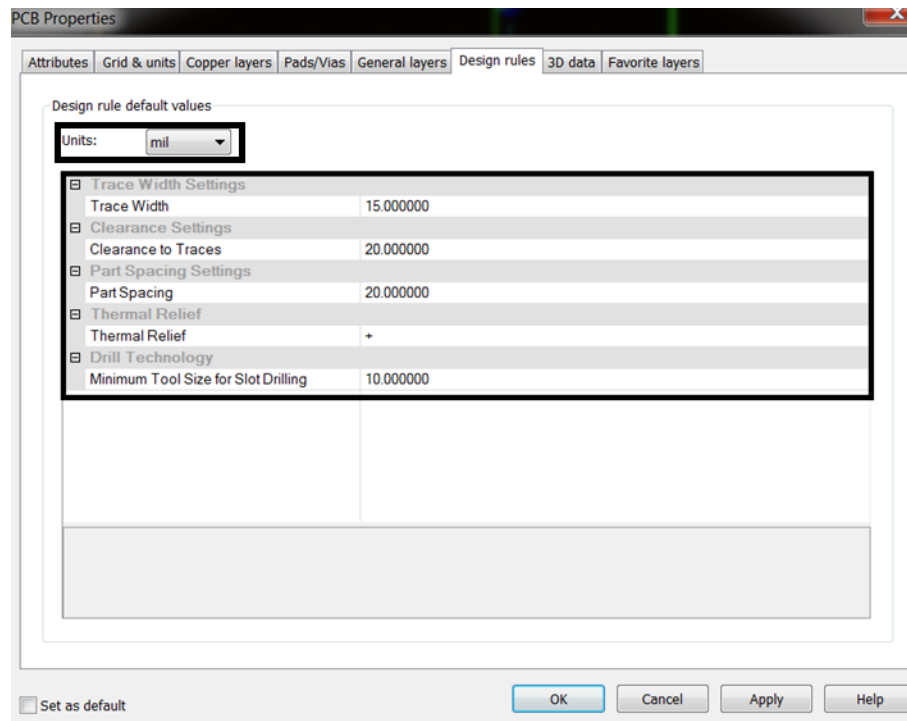 PCB Properties
Attributes Grid & units Copper layers Pads/Vias General layers Design rules 3D data Favorite layers
Design rule default values
Units: mil
Trace Width Settings
Trace Width 15.000000
Clearance Settings
Clearance to Traces 20.000000
Part Spacing Settings
Part Spacing 20.000000
Thermal Relief
Thermal Relief +
Drill Technology
Minimum Tool Size for Slot Drilling 10.000000
Set as default OK Cancel Apply Help